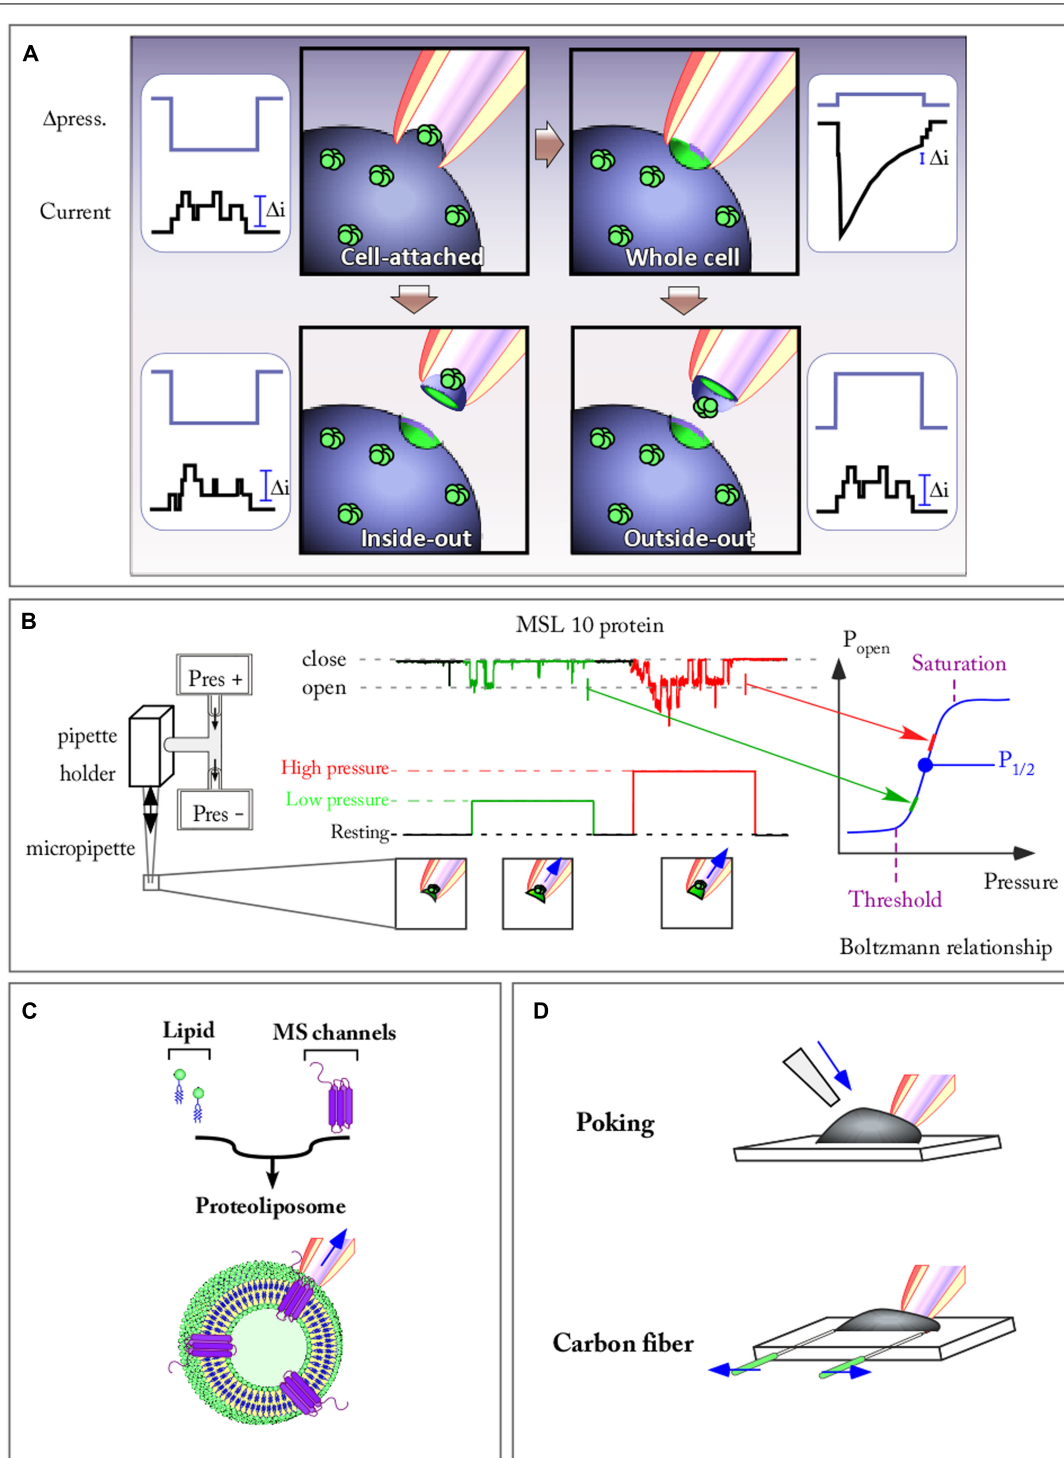 A
Δpress.
Current
Δi
Cell-attached
Whole cell
Δi
Δi
Inside-out
Outside-out
Δi
B
MSL 10 protein
close
open
Pres +
pipette
holder
Pres −
micropipette
High pressure
Low pressure
Resting
Popen
Saturation
P1/2
Threshold
Pressure
Boltzmann relationship
C
Lipid
MS channels
Proteoliposome
D
Poking
Carbon fiber